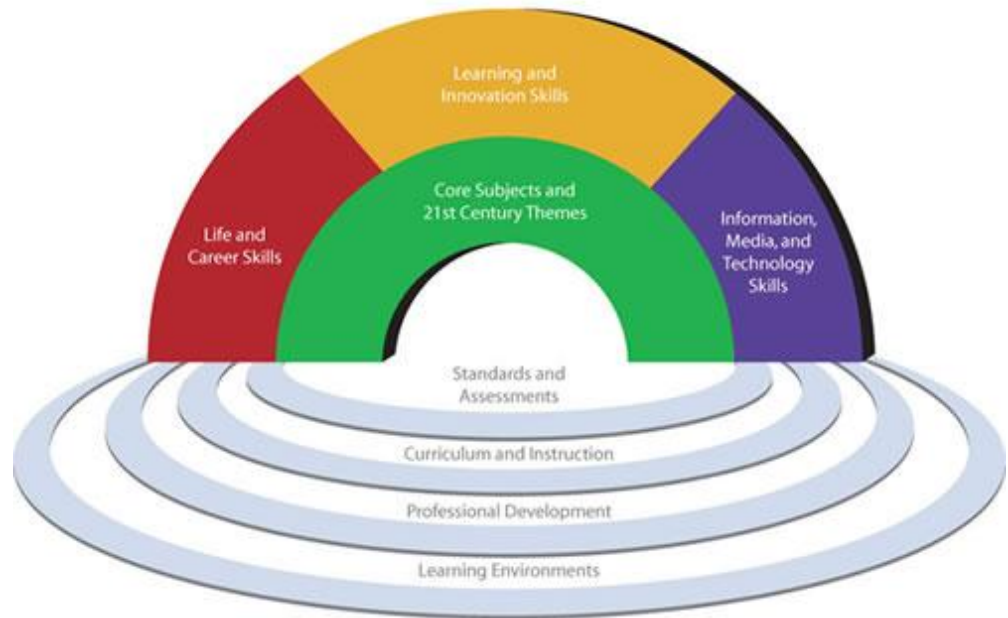 Learning and
Innovation Skills
Core Subjects and
21st Century Themes
Life and
Career Skills
Information,
Media, and
Technology
Skills
Standards and
Assessments
Curriculum and Instruction
Professional Development
Learning Environments